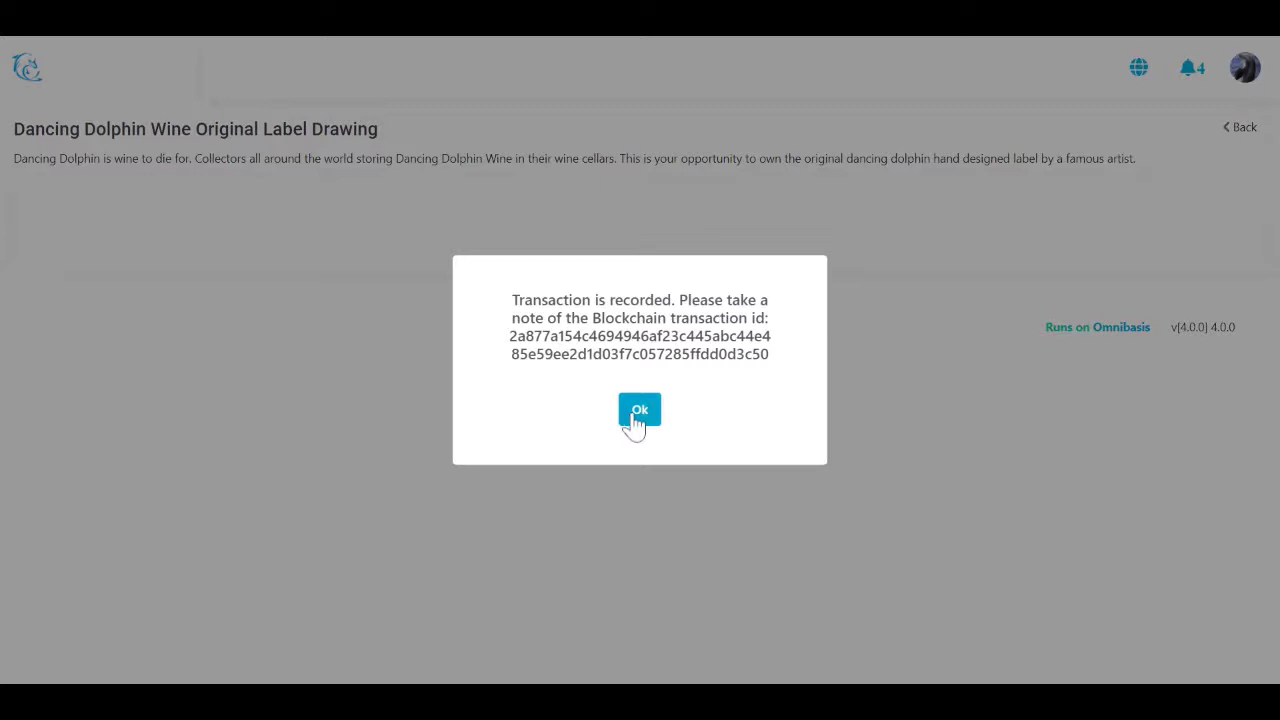 4
Dancing Dolphin Wine Original Label Drawing
Back
Dancing Dolphin is wine to die for. Collectors all around the world storing Dancing Dolphin Wine in their wine cellars. This is your opportunity to own the original dancing dolphin hand designed label by a famous artist.
Transaction is recorded. Please take a
note of the Blockchain transaction id:
2a877a154c4694946af23c445abc44e4
85e59ee2d1d03f7c057285ffdd0d3c50
Runs on Omnibasis v[4.0.0] 4.0.0
Ok